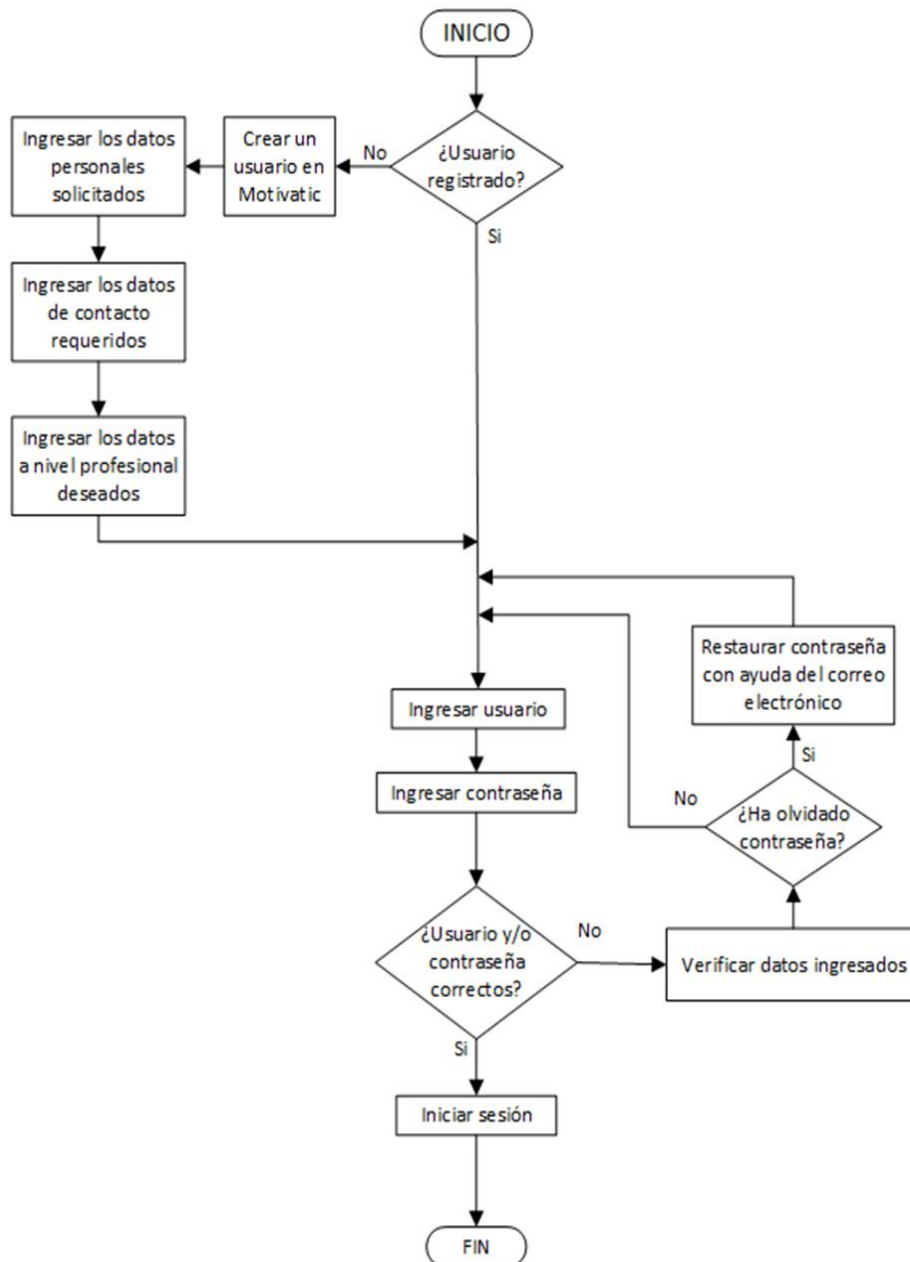 INICIO
¿Usuario
registrado?
No
Si
Crear un
usuario en
Motivatic
Ingresar los datos
personales
solicitados
Ingresar los datos
de contacto
requeridos
Ingresar los datos
a nivel profesional
deseados
Ingresar usuario
Ingresar contraseña
¿Usuario y/o
contraseña
correctos?
No
Si
Verificar datos ingresados
¿Ha olvidado
contraseña?
No
Si
Restaurar contraseña
con ayuda del correo
electrónico
Iniciar sesión
FIN